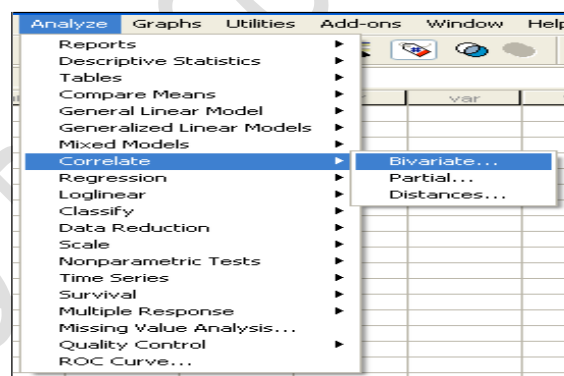 Analyze Graphs Utilities Add-ons Window Help
Reports
Descriptive Statistics
Tables
Compare Means
var
General Linear Model
Generalized Linear Models
Mixed Models
Correlate
Bivariate...
Regression
Partial...
Loglinear
Distances...
Classify
Data Reduction
Scale
Nonparametric Tests
Time Series
Survival
Multiple Response
Missing Value Analysis...
Quality Control
ROC Curve...